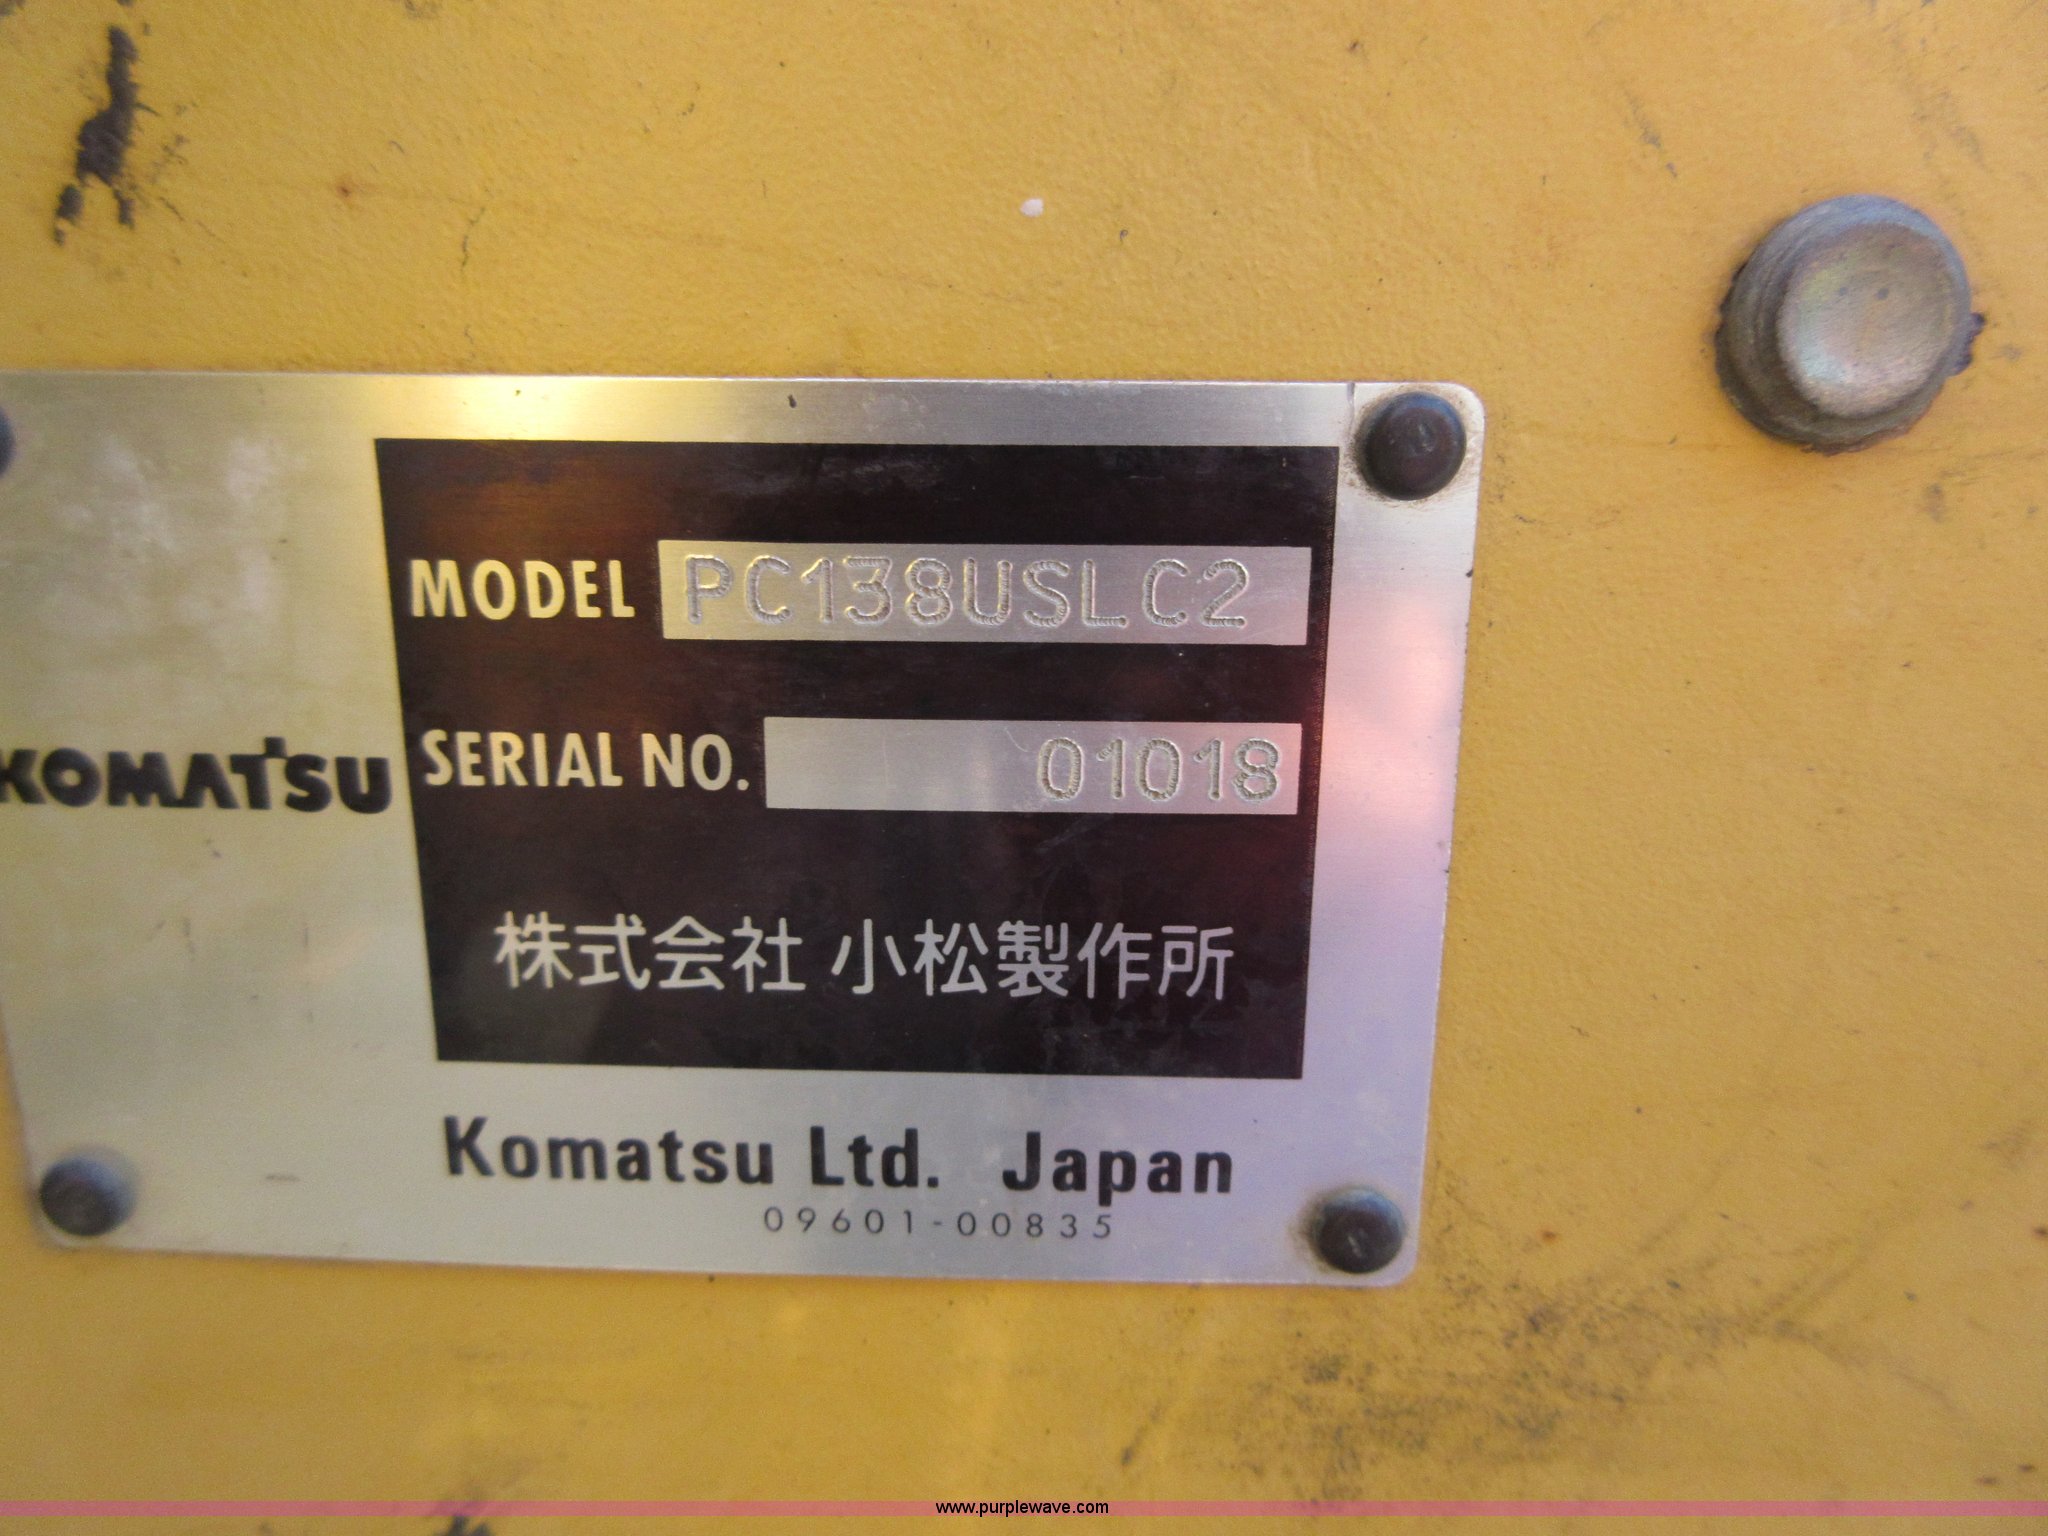 MODEL PC138USLC2
KOMATSU
SERIAL NO. 01018
株式会社 小松製作所
Komatsu Ltd. Japan
09601-00835
www.purplewave.com